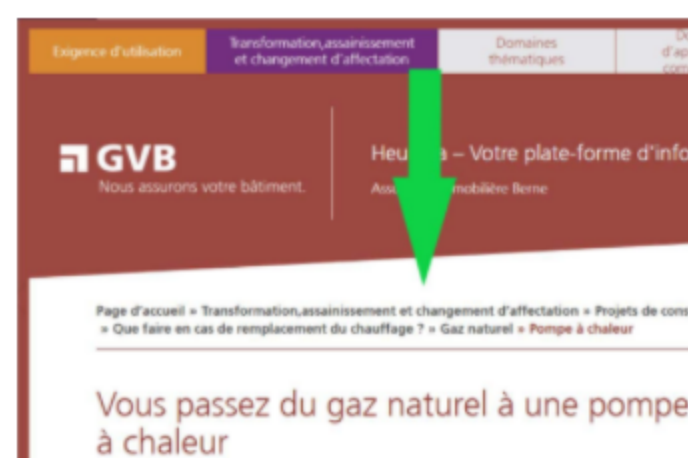 Exigence d'utilisation
Transformation,assainissement
et changement d'affectation
Domaines
thématiques
GVB
Nous assurons votre bâtiment.
Votre plate-forme d'info
Berne
Page d'accueil » Transformation,assainissement et changement d'affectation » Projets de cons
» Que faire en cas de remplacement du chauffage ? » Gaz naturel » Pompe à chaleur
Vous passez du gaz naturel à une pompe
à chaleur